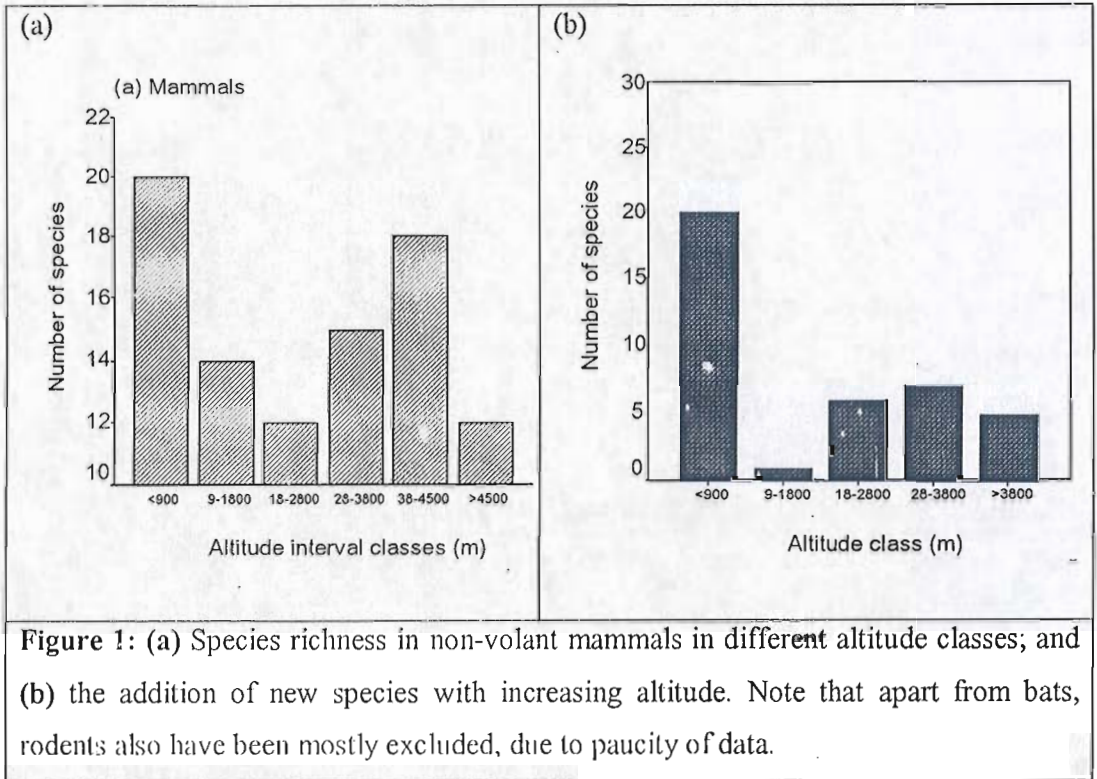 (a)
(a) Mammals
Number of species
22
20
18
16
14
12
10
<900
9-1800
18-2800
28-3800
38-4500
>4500
Altitude interval classes (m)
(b)
Number of species
30
25
20
15
10
5
0
<900
9-1800
18-2800
28-3800
>3800
Altitude class (m)
Figure 1: (a) Species richness in non-volant mammals in different altitude classes; and
(b) the addition of new species with increasing altitude. Note that apart from bats,
rodents also have been mostly excluded, due to paucity of data.